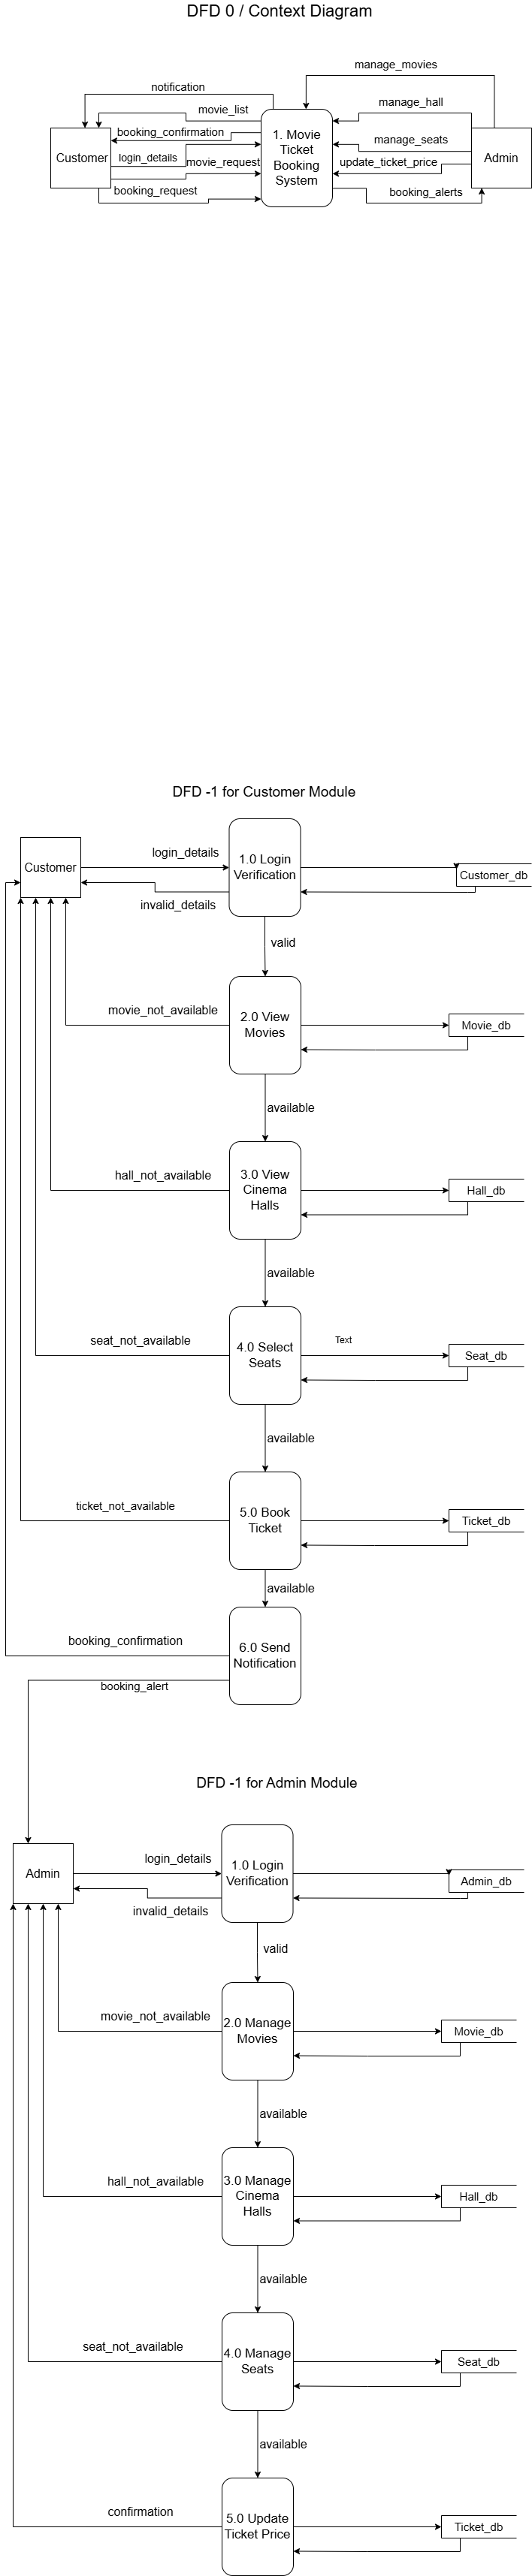 DFD 0 / Context Diagram
manage_movies
notification
manage_hall
movie_list
booking_confirmation
manage_seats
Customer
login_details
movie_request
1. Movie
Ticket
Booking
System
update_ticket_price
Admin
booking_request
booking_alerts
DFD -1 for Customer Module
Customer
login_details
1.0 Login
Verification
Customer_db
invalid_details
valid
movie_not_available
2.0 View
Movies
Movie_db
available
hall_not_available
3.0 View
Cinema
Halls
Hall_db
available
seat_not_available
4.0 Select
Seats
Text
Seat_db
available
ticket_not_available
5.0 Book
Ticket
Ticket_db
available
booking_confirmation
6.0 Send
Notification
booking_alert
DFD -1 for Admin Module
Admin
login_details
1.0 Login
Verification
Admin_db
invalid_details
valid
movie_not_available
2.0 Manage
Movies
Movie_db
available
hall_not_available
3.0 Manage
Cinema
Halls
Hall_db
available
seat_not_available
4.0 Manage
Seats
Seat_db
available
confirmation
5.0 Update
Ticket Price
Ticket_db